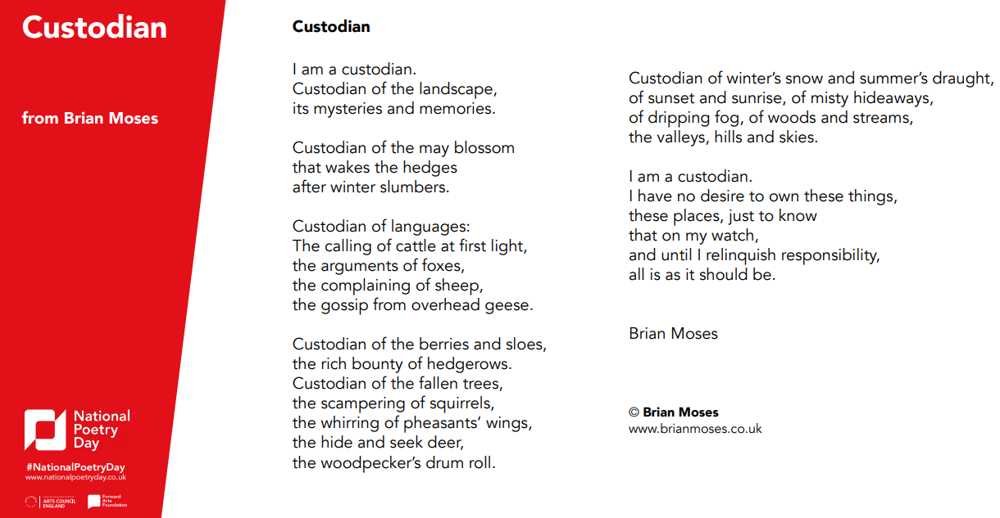 Custodian
from Brian Moses
National
Poetry
Day
#NationalPoetryDay
www.nationalpoetryday.co.uk
ARTS COUNCIL
ENGLAND
Forward
Arts
Foundation
Custodian
I am a custodian.
Custodian of the landscape,
its mysteries and memories.
Custodian of the may blossom
that wakes the hedges
after winter slumbers.
Custodian of languages:
The calling of cattle at first light,
the arguments of foxes,
the complaining of sheep,
the gossip from overhead geese.
Custodian of the berries and sloes,
the rich bounty of hedgerows.
Custodian of the fallen trees,
the scampering of squirrels,
the whirring of pheasants’ wings,
the hide and seek deer,
the woodpecker’s drum roll.
Custodian of winter’s snow and summer’s draught,
of sunset and sunrise, of misty hideaways,
of dripping fog, of woods and streams,
the valleys, hills and skies.
I am a custodian.
I have no desire to own these things,
these places, just to know
that on my watch,
and until I relinquish responsibility,
all is as it should be.
Brian Moses
© Brian Moses
www.brianmoses.co.uk